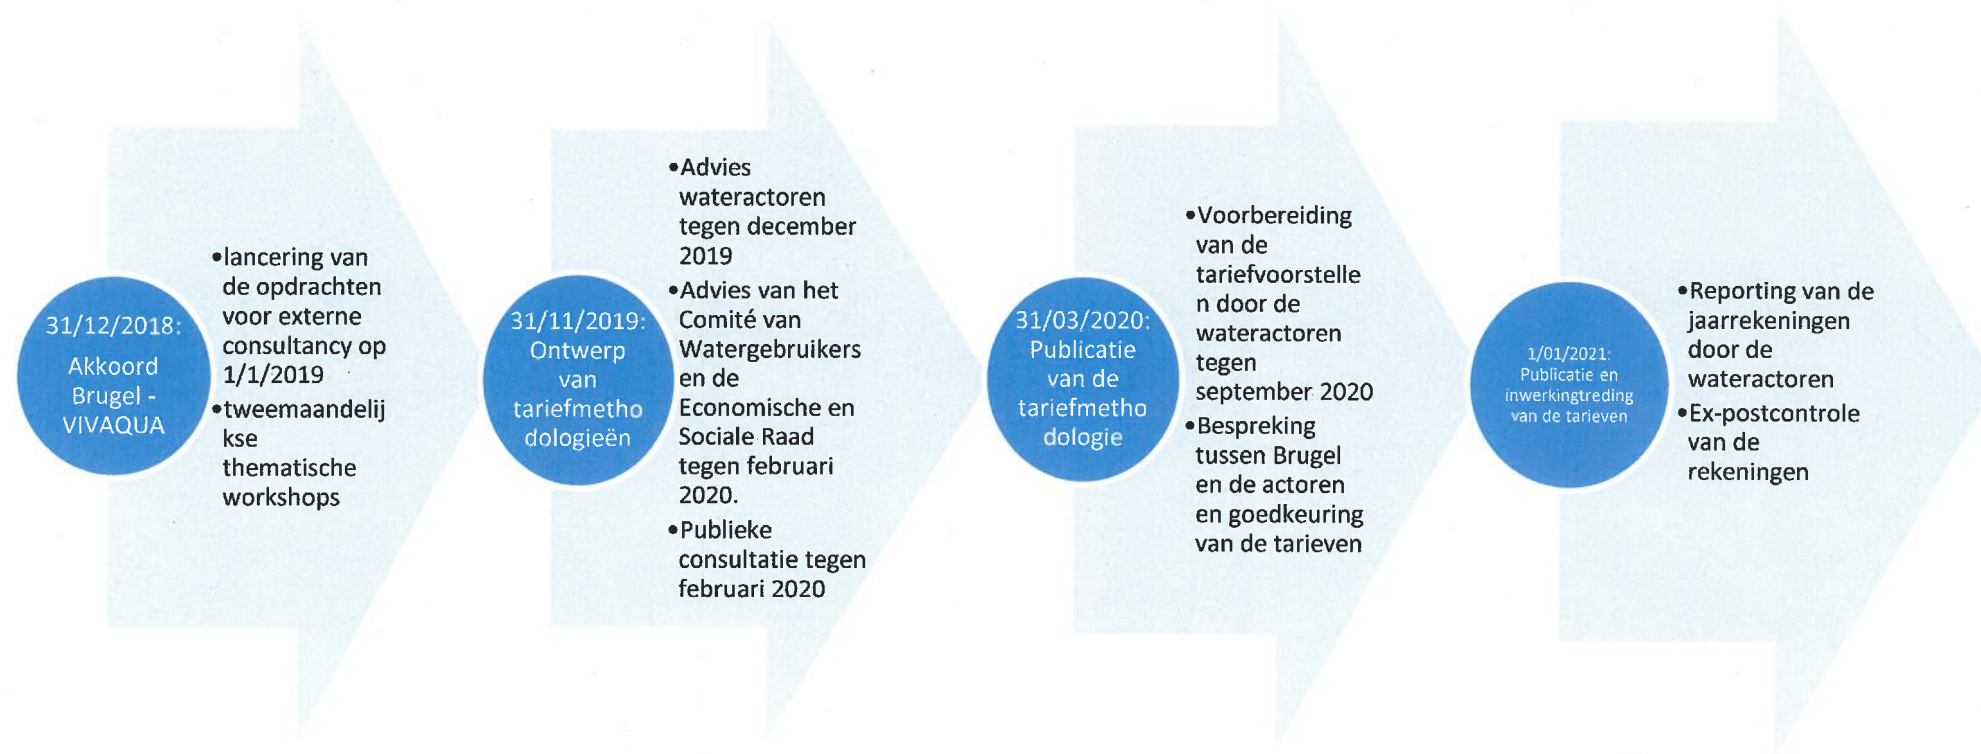 31/12/2018:
Akkoord
Brugel -
VIVAQUA
•lancering van
de opdrachten
voor externe
consultancy op
1/1/2019
•tweemaandelij
kse
thematische
workshops
31/11/2019:
Ontwerp
van
tariefmetho
dologieën
•Advies
wateractoren
tegen december
2019
•Advies van het
Comité van
Watergebruikers
en de
Economische en
Sociale Raad
tegen februari
2020.
•Publieke
consultatie tegen
februari 2020
31/03/2020:
Publicatie
van de
tariefmetho
dologie
•Voorbereiding
van de
tariefvoorstelle
n door de
wateractoren
tegen
september 2020
•Bespreking
tussen Brugel
en de actoren
en goedkeuring
van de tarieven
1/01/2021:
Publicatie en
inwerkingtreding
van de tarieven
•Reporting van de
jaarrekeningen
door de
wateractoren
•Ex-postcontrole
van de
rekeningen